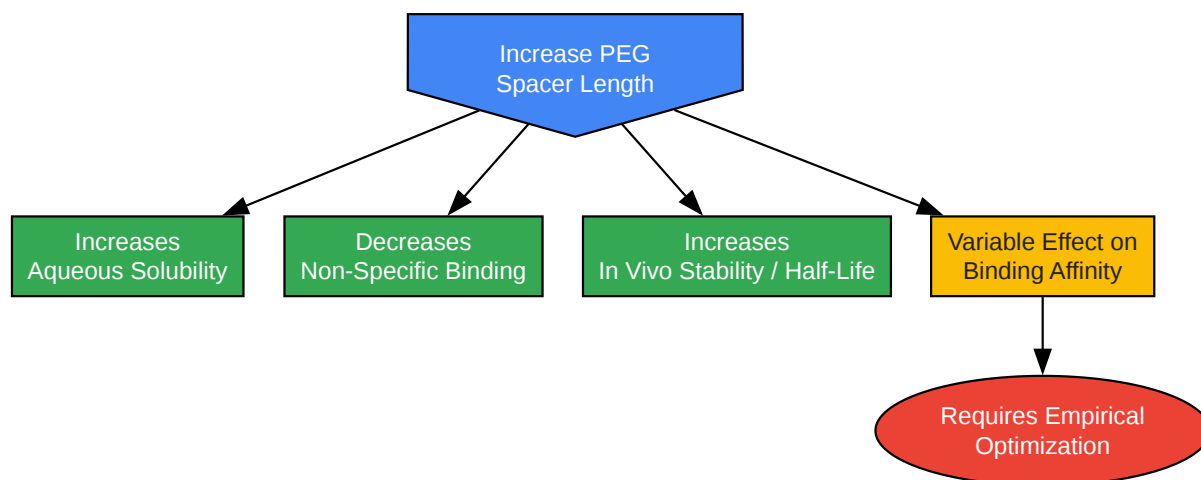 Increase PEG
Spacer Length
Increases
Aqueous Solubility
Decreases
Non-Specific Binding
Increases
In Vivo Stability / Half-Life
Variable Effect on
Binding Affinity
Requires Empirical
Optimization